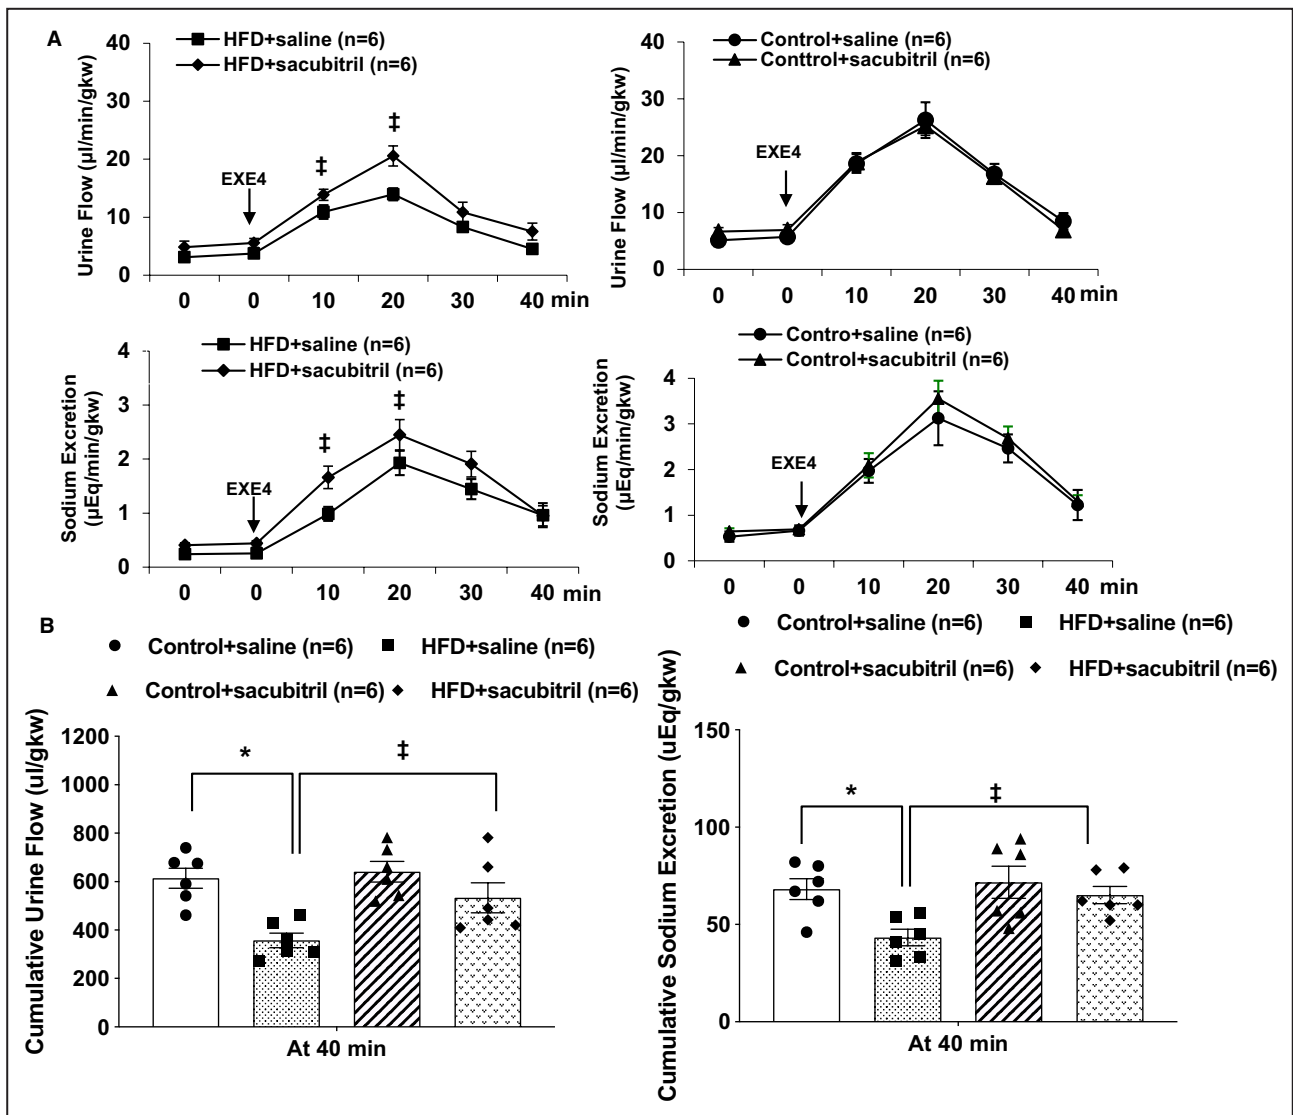 A
HFD+saline (n=6)
HFD+sacubitril (n=6)
Urine Flow (µl/min/gkw)
40
30
20
10
0
EXE4
‡
‡
0 0 10 20 30 40 min
Control+saline (n=6)
Conttrol+sacubitril (n=6)
Urine Flow (µl/min/gkw)
40
30
20
10
0
EXE4
0 0 10 20 30 40 min
HFD+saline (n=6)
HFD+sacubitril (n=6)
Sodium Excretion
(µEq/min/gkw)
4
3
2
1
0
EXE4
‡
‡
0 0 10 20 30 40 min
Contro+saline (n=6)
Control+sacubitril (n=6)
Sodium Excretion
(µEq/min/gkw)
4
3
2
1
0
EXE4
0 0 10 20 30 40 min
B
Control+saline (n=6) HFD+saline (n=6)
Control+sacubitril (n=6) HFD+sacubitril (n=6)
Cumulative Urine Flow (ul/gkw)
1200
1000
800
600
400
200
0
* ‡
At 40 min
Control+saline (n=6) HFD+saline (n=6)
Control+sacubitril (n=6) HFD+sacubitril (n=6)
Cumulative Sodium Excretion (uEq/gkw)
150
100
50
0
* ‡
At 40 min